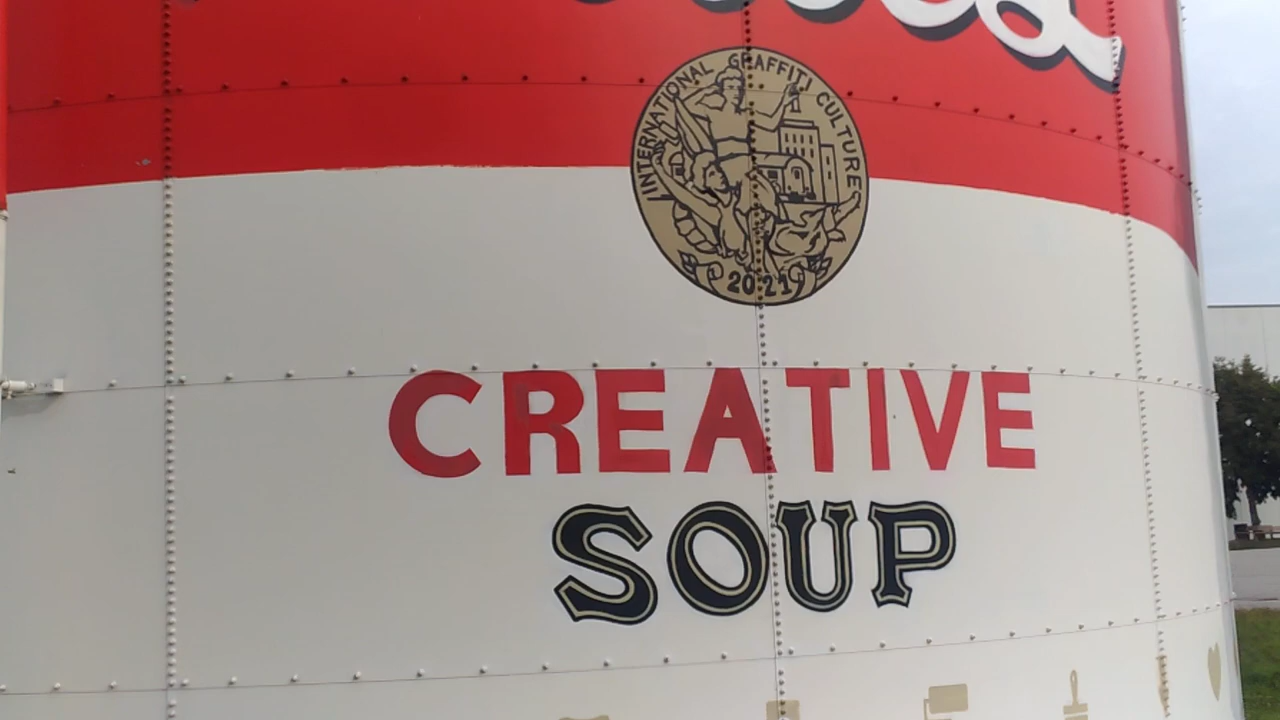 INTERNATIONAL GRAFFITI CULTURE
2021
CREATIVE
SOUP